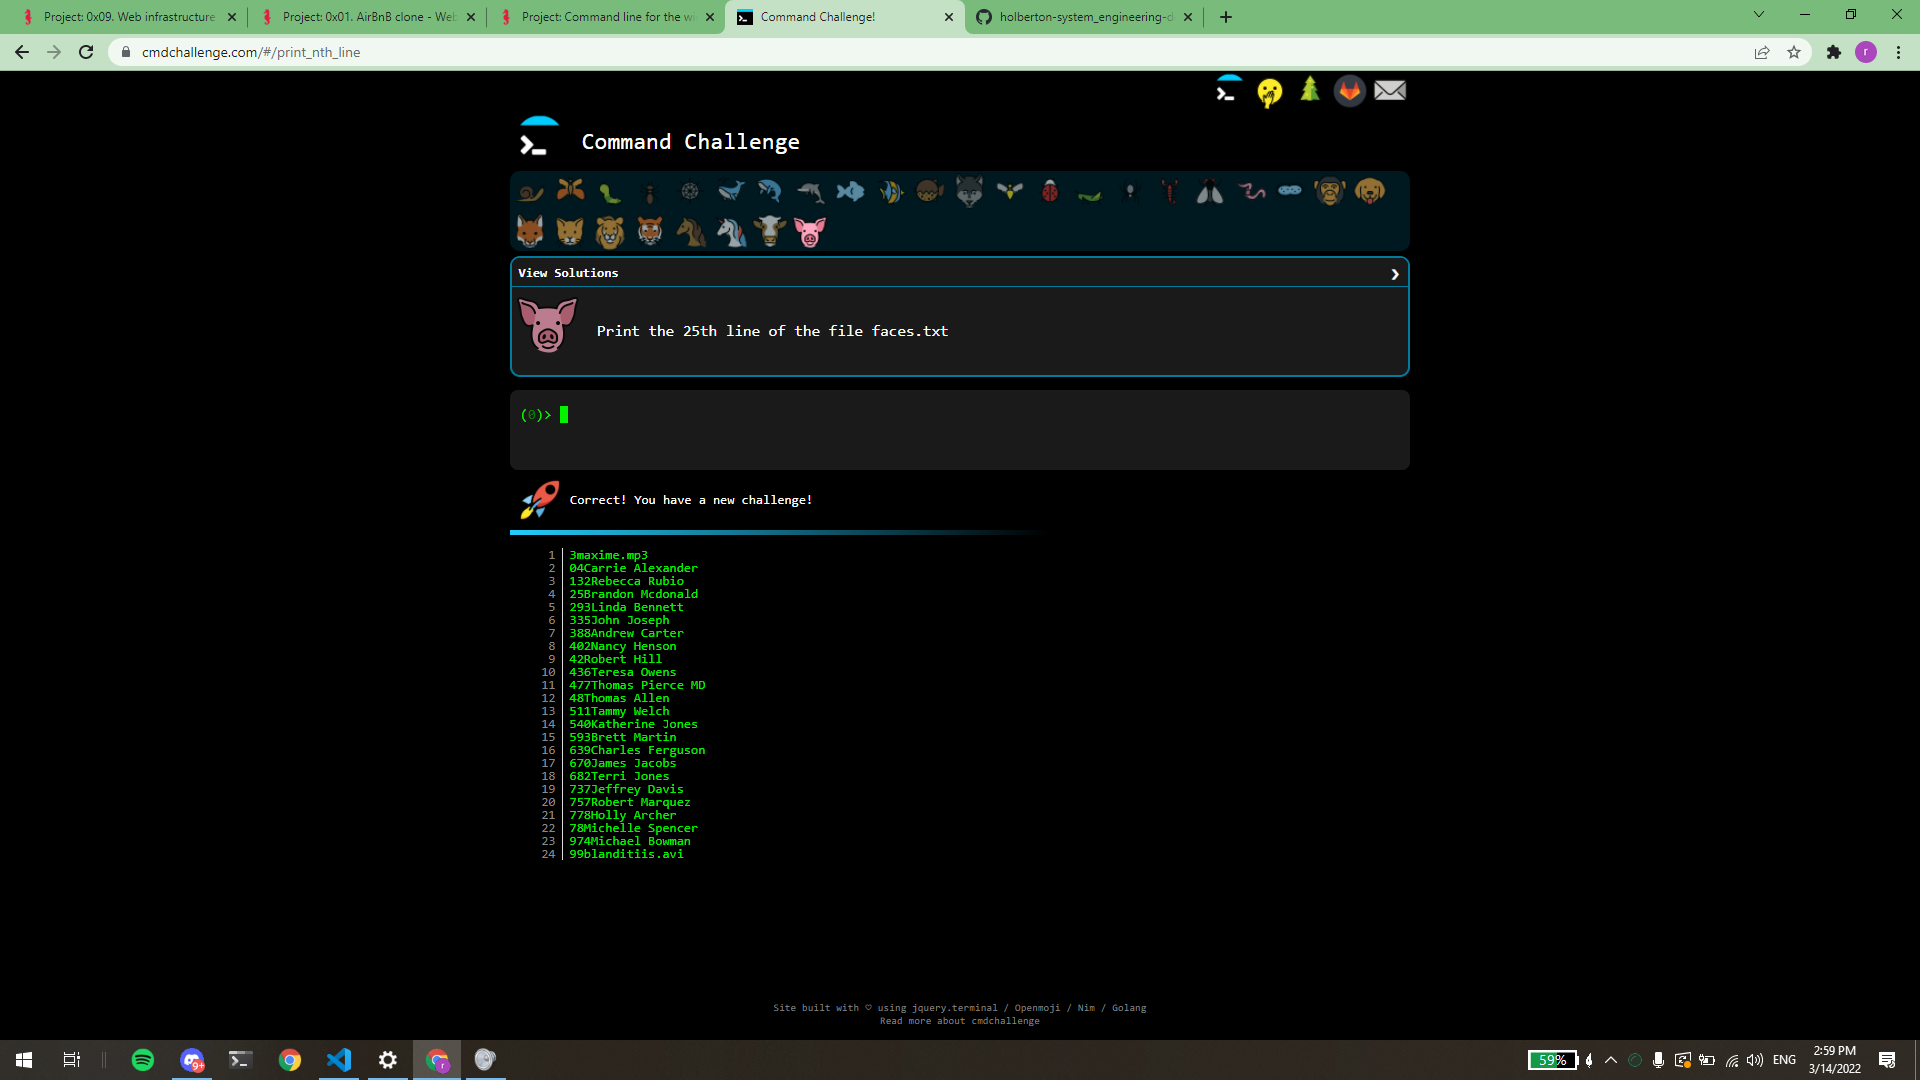 Project: 0x09. Web infrastructure
Project: 0x01. AirBnB clone - Web
Project: Command line for the w
Command Challenge!
holberton-system_engineering-d
cmdchallenge.com/#/print_nth_line
r
Command Challenge
View Solutions
Print the 25th line of the file faces.txt
(0)>
Correct! You have a new challenge!
1 3maxime.mp3
2 04Carrie Alexander
3 132Rebecca Rubio
4 25Brandon Mcdonald
5 293Linda Bennett
6 335John Joseph
7 388Andrew Carter
8 402Nancy Henson
9 42Robert Hill
10 436Teresa Owens
11 477Thomas Pierce MD
12 48Thomas Allen
13 511Tammy Welch
14 540Katherine Jones
15 593Brett Martin
16 639Charles Ferguson
17 670James Jacobs
18 682Terri Jones
19 737Jeffrey Davis
20 757Robert Marquez
21 778Holly Archer
22 78Michelle Spencer
23 974Michael Bowman
24 99blanditiis.avi
Site built with ♡ using jquery.terminal / Openmoji / Nim / Golang
Read more about cmdchallenge
9+
r
59%
ENG
2:59 PM
3/14/2022